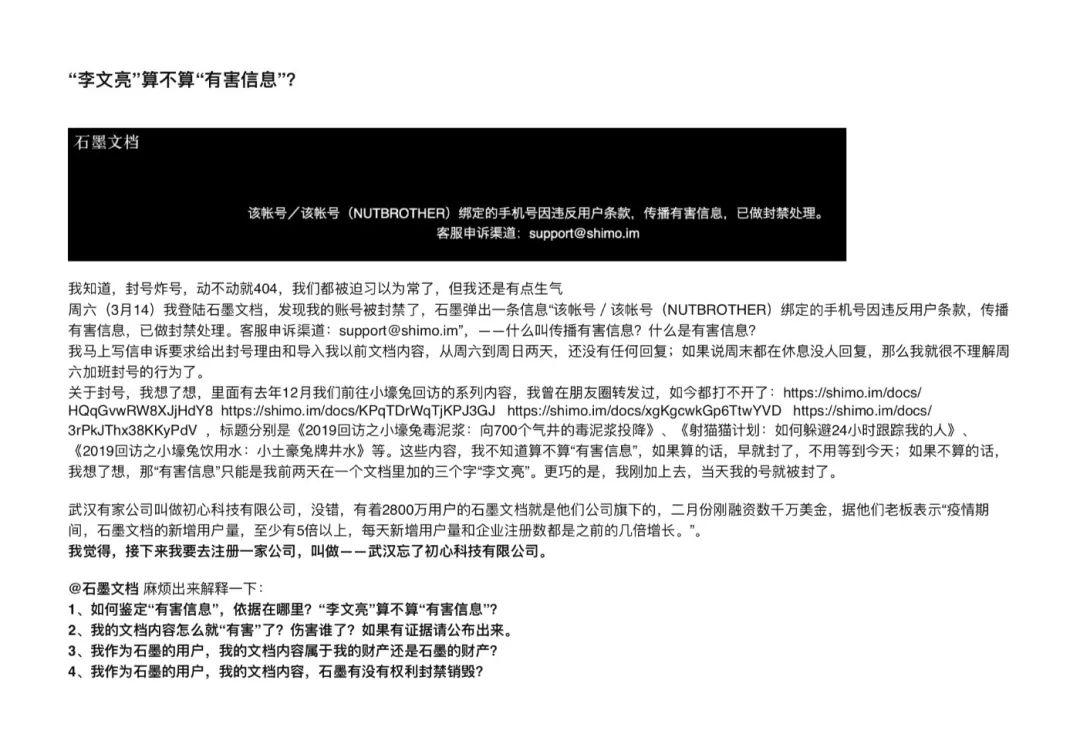 “李文亮”算不算“有害信息”？
石墨文档
该帐号／该帐号（NUTBROTHER）绑定的手机号因违反用户条款，传播有害信息，已做封禁处理。
客服申诉渠道：support@shimo.im
我知道，封号炸号，动不动就404，我们都被迫习以为常了，但我还是有点生气
周六（3月14）我登陆石墨文档，发现我的账号被封禁了，石墨弹出一条信息“该帐号／该帐号（NUTBROTHER）绑定的手机号因违反用户条款，传播
有害信息，已做封禁处理。客服申诉渠道：support@shimo.im”，——什么叫传播有害信息？什么是有害信息？
我马上写信申诉要求给出封号理由和导入我以前文档内容，从周六到周日两天，还没有任何回复；如果说周末都在休息没人回复，那么我就很不理解周
六加班封号的行为了。
关于封号，我想了想，里面有去年12月我们前往小壕兔回访的系列内容，我曾在朋友圈转发过，如今都打不开了：https://shimo.im/docs/
HQqGvwRW8XJjHdY8 https://shimo.im/docs/KPqTDrWqTjKPJ3GJ https://shimo.im/docs/xgKgcwkGp6TtwYVD https://shimo.im/docs/
3rPkJThx38KKyPdV ，标题分别是《2019回访之小壕兔毒泥浆：向700个气井的毒泥浆投降》、《射猫猫计划：如何躲避24小时跟踪我的人》、
《2019回访之小壕兔饮用水：小土豪兔牌井水》等。这些内容，我不知道算不算“有害信息”，如果算的话，早就封了，不用等到今天；如果不算的话，
我想了想，那“有害信息”只能是我前两天在一个文档里加的三个字“李文亮”。更巧的是，我刚加上去，当天我的号就被封了。
武汉有家公司叫做初心科技有限公司，没错，有着2800万用户的石墨文档就是他们公司旗下的，二月份刚融资数千万美金，据他们老板表示“疫情期
间，石墨文档的新增用户量，至少有5倍以上，每天新增用户量和企业注册数都是之前的几倍增长。”。
我觉得，接下来我要去注册一家公司，叫做——武汉忘了初心科技有限公司。
@石墨文档 麻烦出来解释一下：
1、如何鉴定“有害信息”，依据在哪里？“李文亮”算不算“有害信息”？
2、我的文档内容怎么就“有害”了？伤害谁了？如果有证据请公布出来。
3、我作为石墨的用户，我的文档内容属于我的财产还是石墨的财产？
4、我作为石墨的用户，我的文档内容，石墨有没有权利封禁销毁？